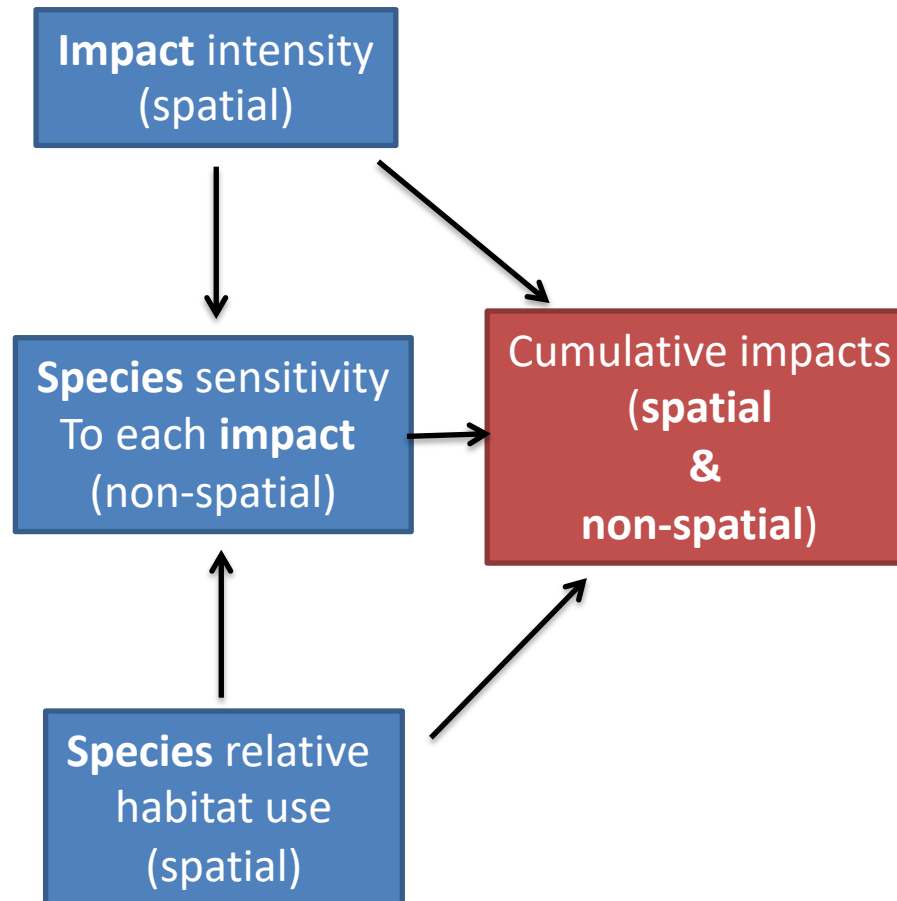 Impact intensity
(spatial)
Species sensitivity
To each impact
(non-spatial)
Cumulative impacts
(spatial
&
non-spatial)
Species relative
habitat use
(spatial)